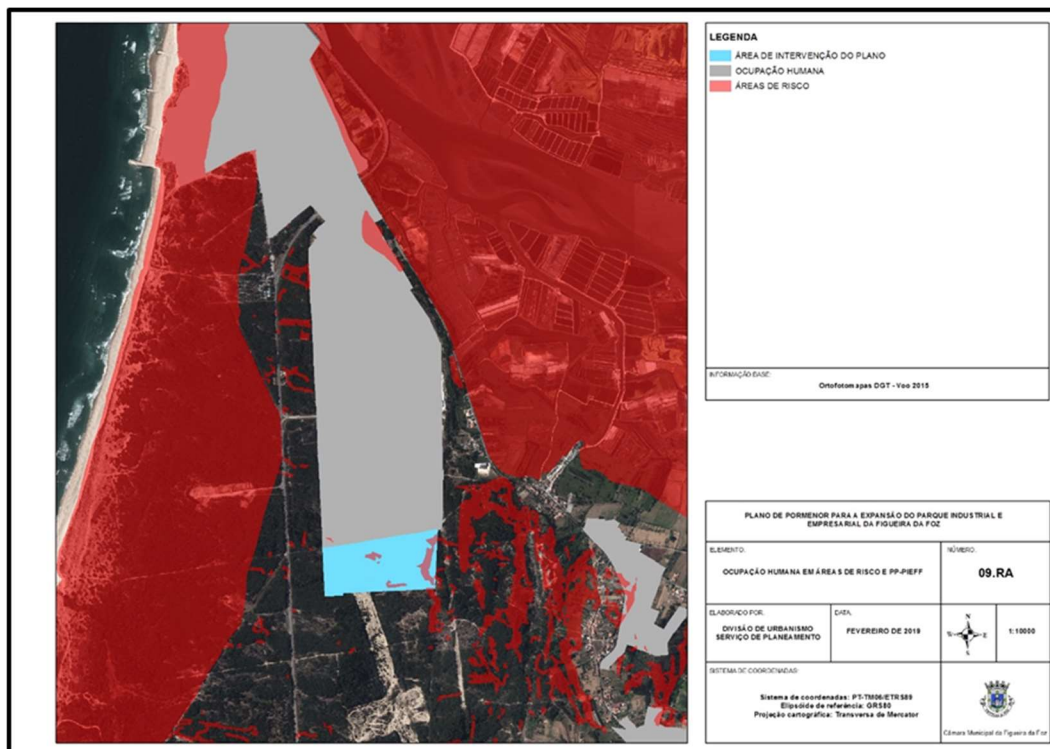 LEGENDA
ÁREA DE INTERVENÇÃO DO PLANO
OCUPAÇÃO HUMANA
ÁREAS DE RISCO
INFORMAÇÃO BASE:
Ortofotomapas DGT - Voo 2015
PLANO DE PORMENOR PARA A EXPANSÃO DO PARQUE INDUSTRIAL E
EMPRESARIAL DA FIGUEIRA DA FOZ
ELEMENTO:
OCUPAÇÃO HUMANA EM ÁREAS DE RISCO E PP-PIEFF
NÚMERO:
09.RA
ELABORADO POR:
DIVISÃO DE URBANISMO
SERVIÇO DE PLANEAMENTO
DATA:
FEVEREIRO DE 2019
N
W
E
S
1:10000
SISTEMA DE COORDENADAS:
Sistema de coordenadas: PT-TM06/ETRS89
Elipsóide de referência: GRS80
Projeção cartográfica: Transversa de Mercator
Câmara Municipal da Figueira da Foz